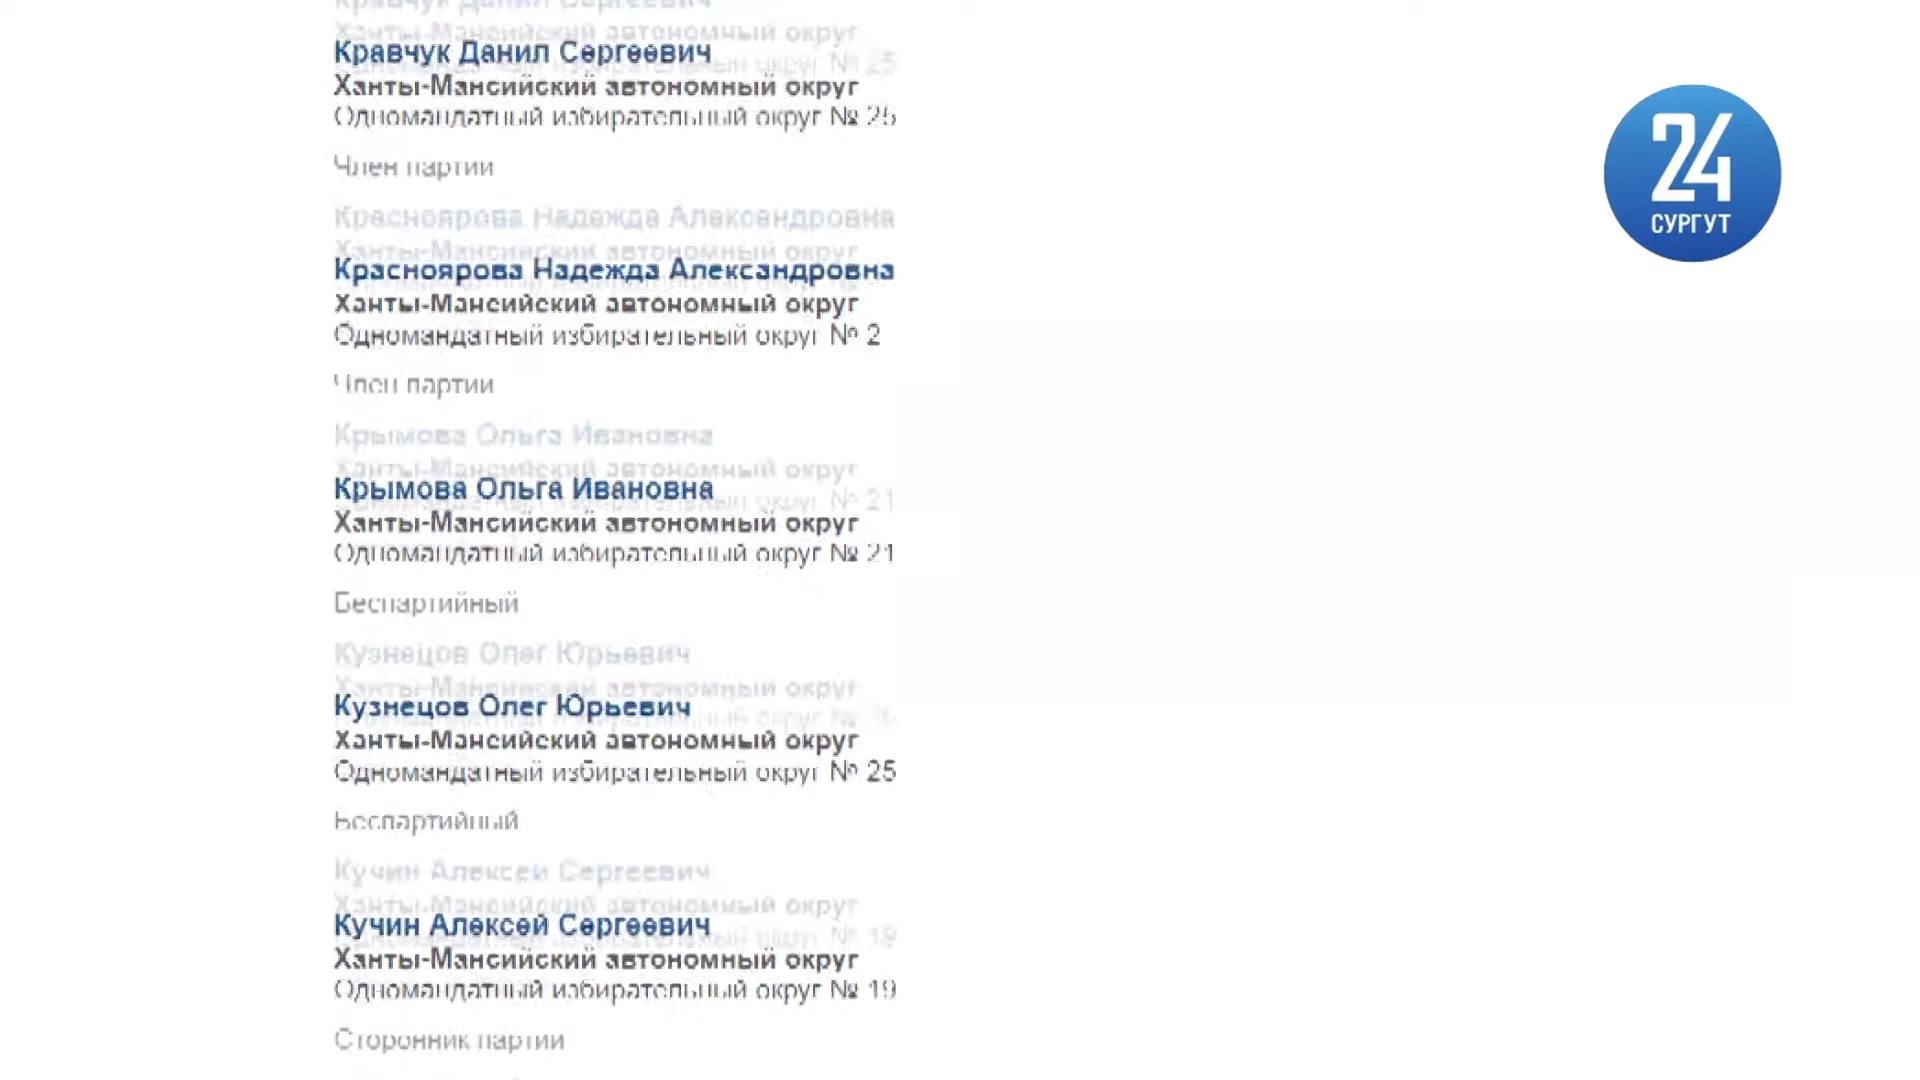 Кравчук Данил Сергеевич
Ханты-Мансийский автономный округ
Одномандатный избирательный округ № 25
Член партии
Красноярова Надежда Александровна
Ханты-Мансийский автономный округ
Одномандатный избирательный округ № 2
Член партии
Крымова Ольга Ивановна
Ханты-Мансийский автономный округ
Одномандатный избирательный округ № 21
Беспартийный
Кузнецов Олег Юрьевич
Ханты-Мансийский автономный округ
Одномандатный избирательный округ № 25
Беспартийный
Кучин Алексей Сергеевич
Ханты-Мансийский автономный округ
Одномандатный избирательный округ № 19
Сторонник партии
24
СУРГУТ